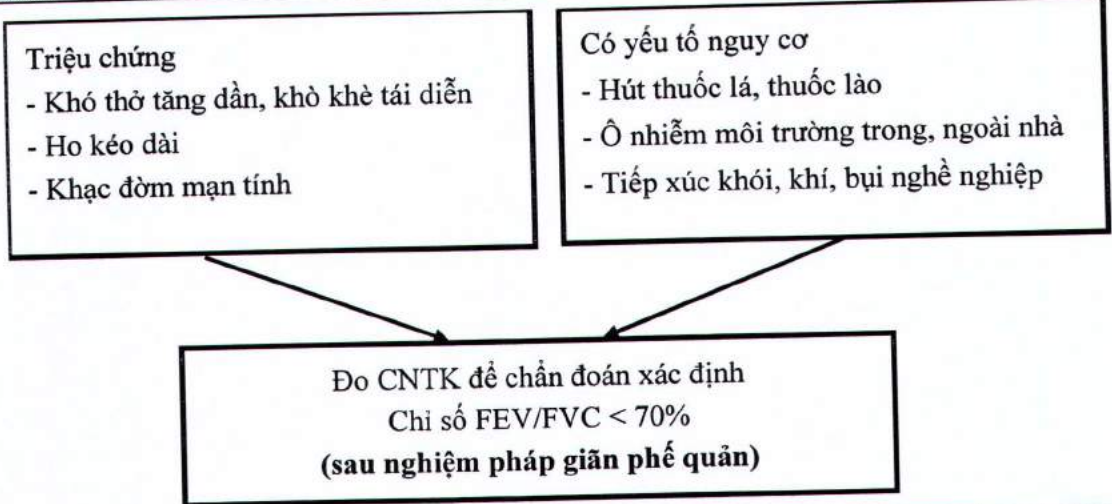 Triệu chứng
- Khó thở tăng dần, khò khè tái diễn
- Ho kéo dài
- Khạc đờm mạn tính
Có yếu tố nguy cơ
- Hút thuốc lá, thuốc lào
- Ô nhiễm môi trường trong, ngoài nhà
- Tiếp xúc khói, khí, bụi nghề nghiệp
Đo CNTK để chẩn đoán xác định
Chỉ số FEV/FVC < 70%
(sau nghiệm pháp giãn phế quản)